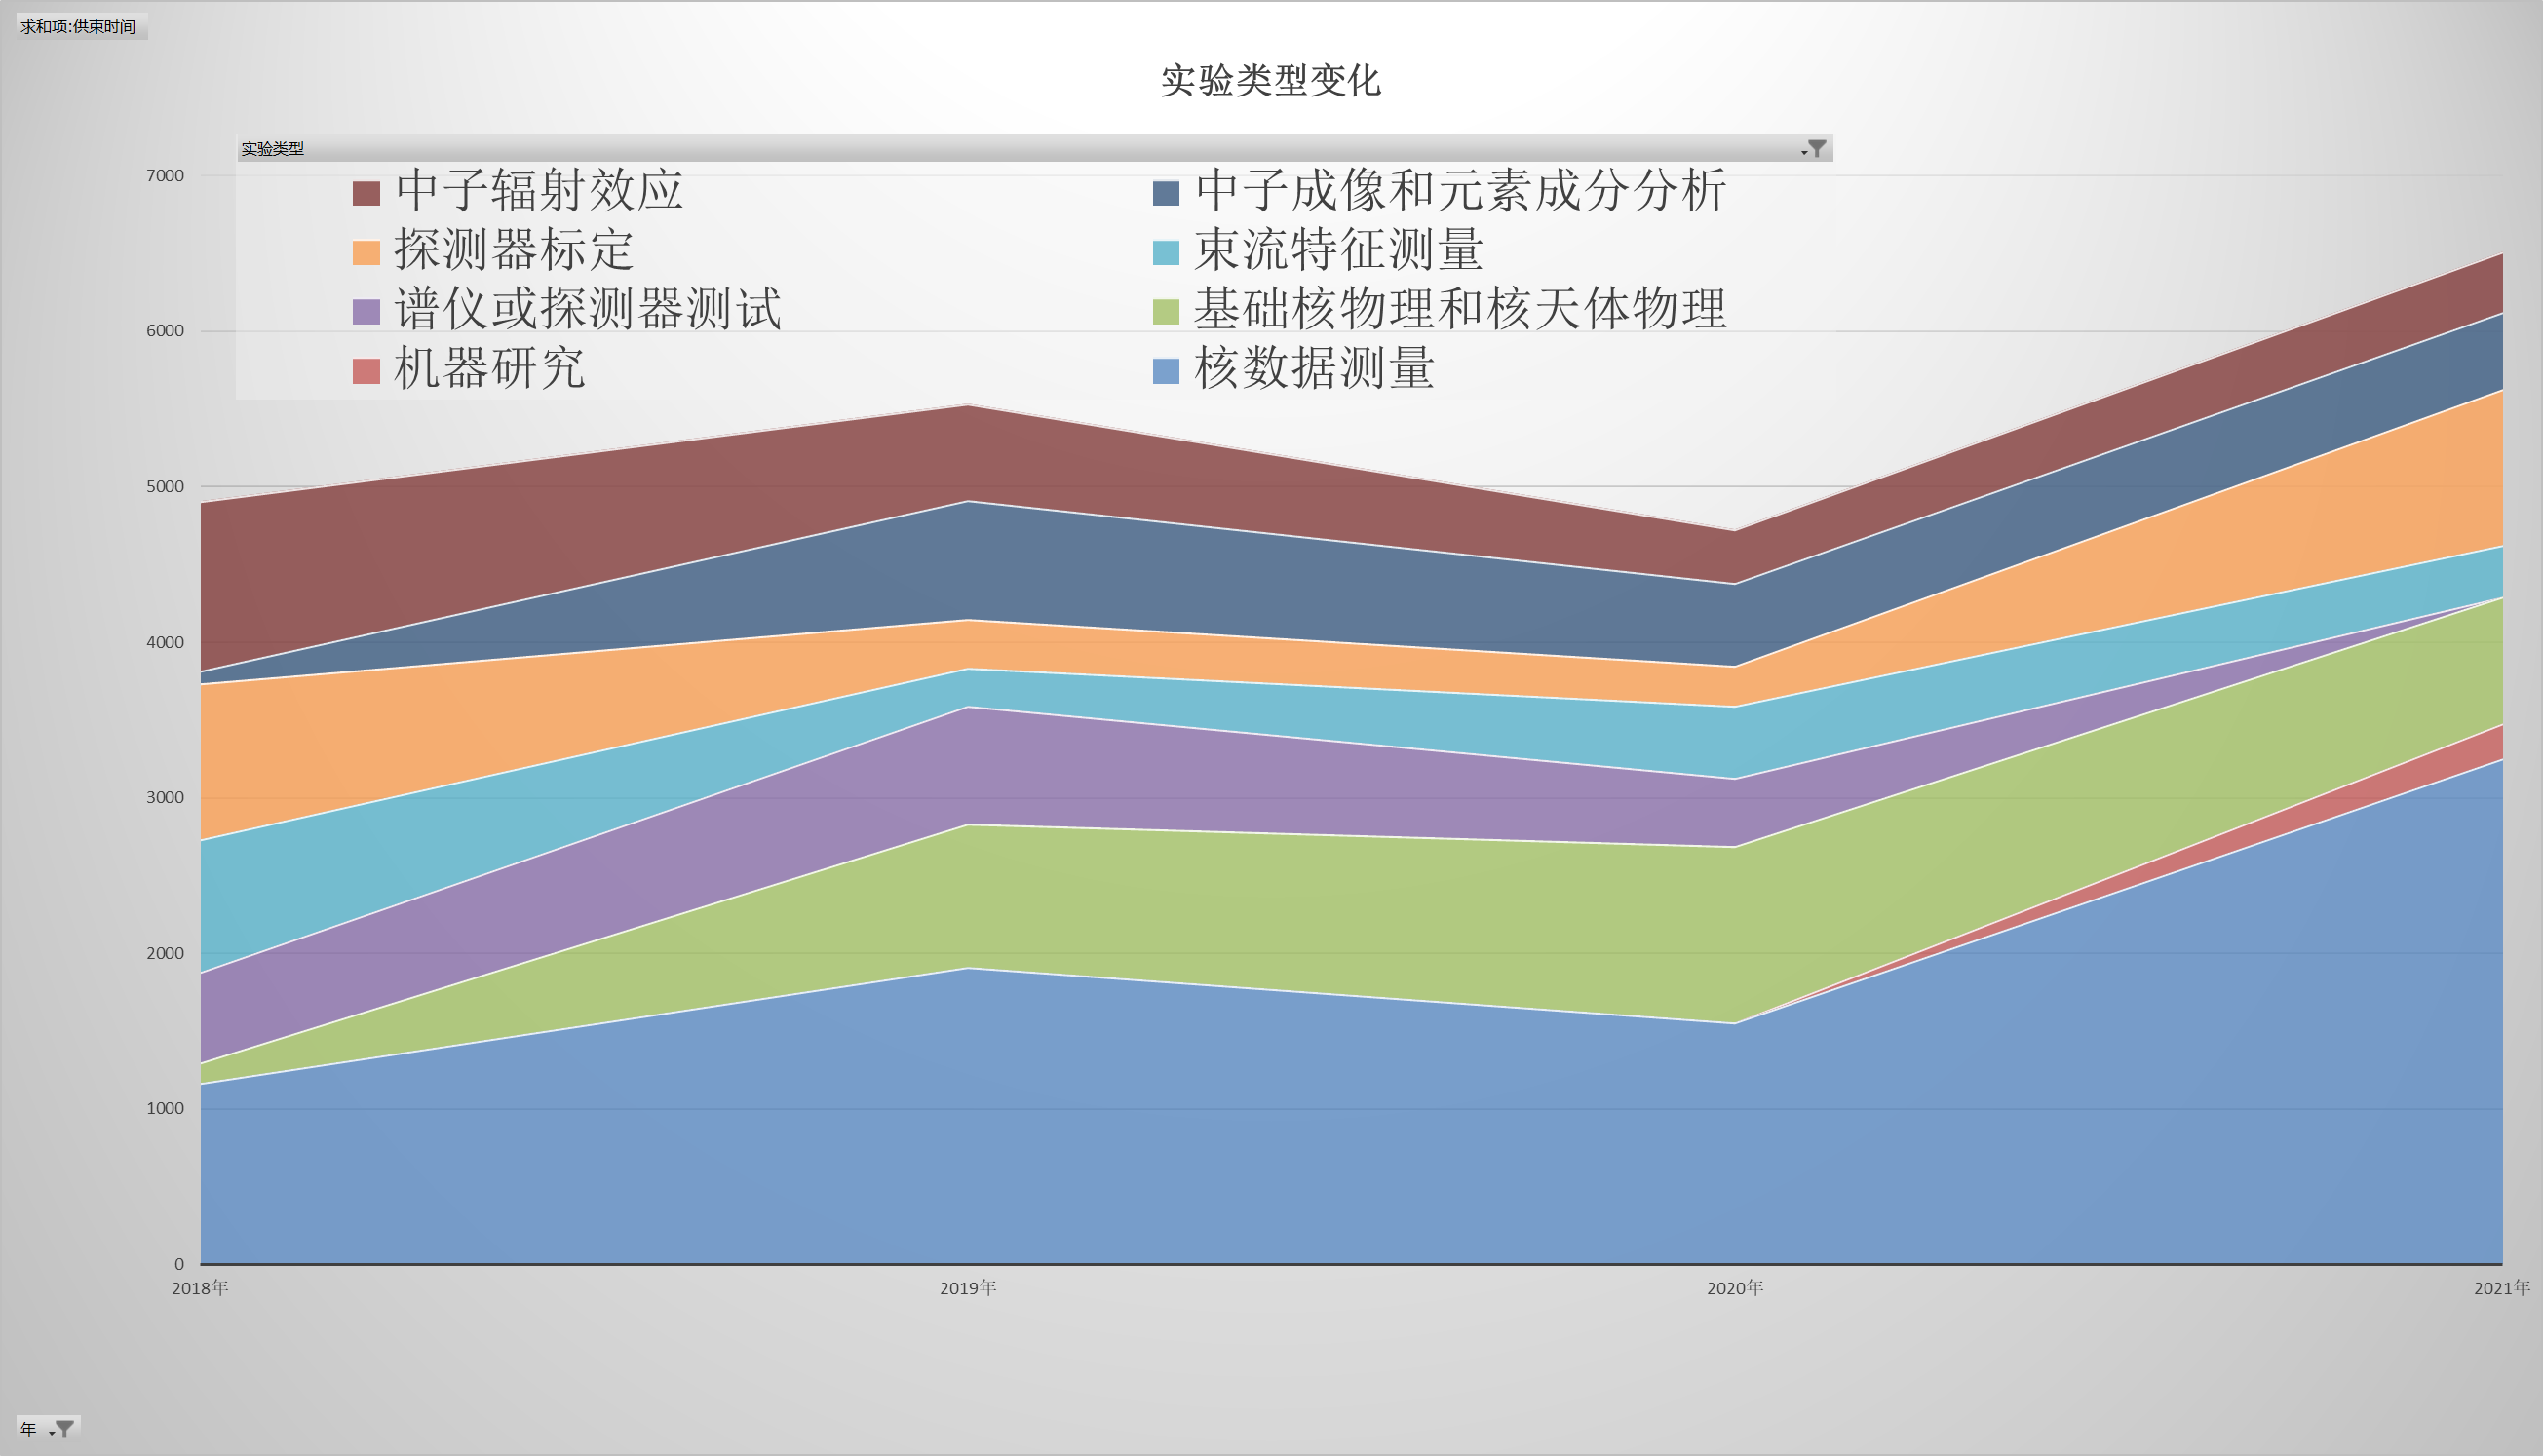 求和项:供束时间
实验类型变化
实验类型
中子辐射效应
中子成像和元素成分分析
探测器标定
束流特征测量
谱仪或探测器测试
基础核物理和核天体物理
机器研究
核数据测量
7000
6000
5000
4000
3000
2000
1000
0
2018年
2019年
2020年
2021年
年